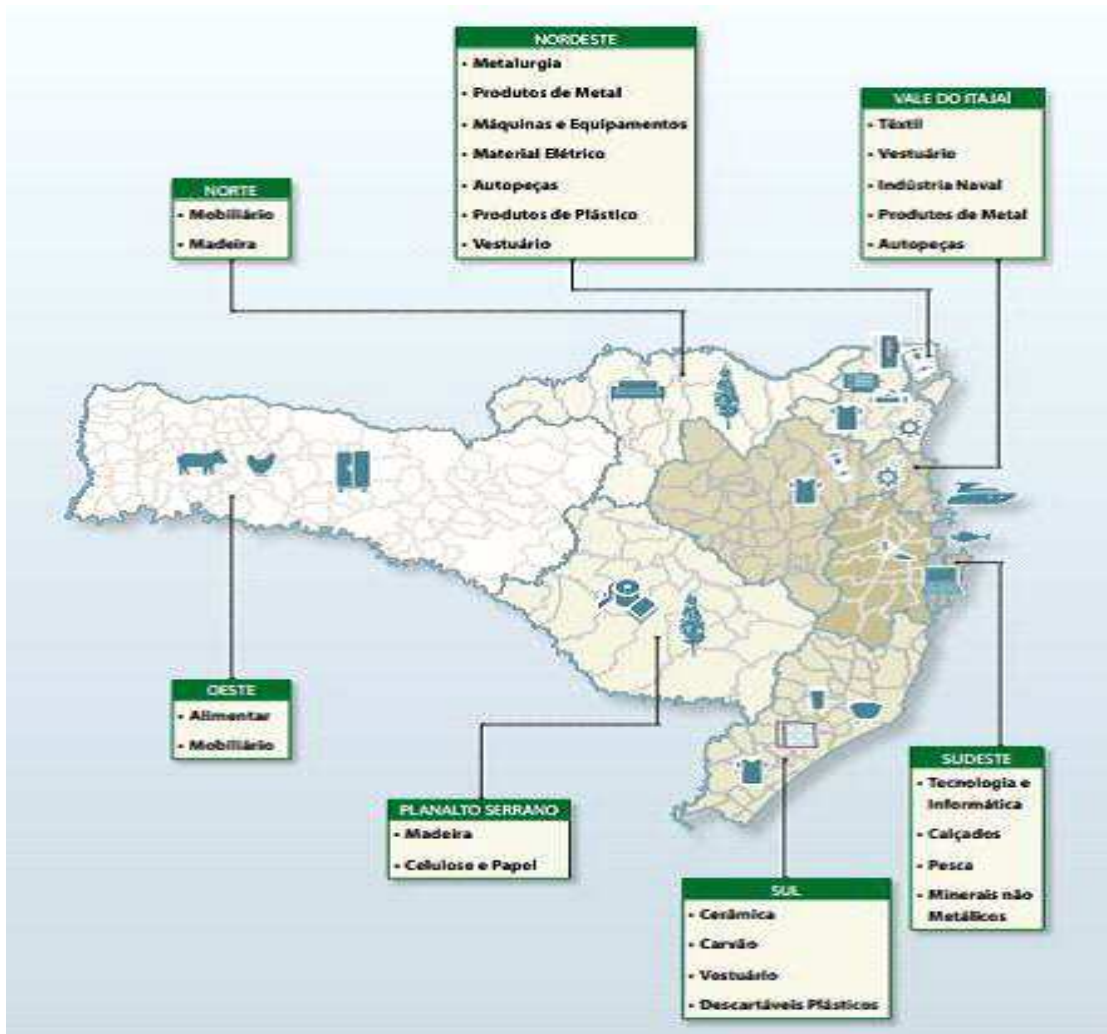 NORDESTE
• Metalurgia
• Produtos de Metal
• Máquinas e Equipamentos
• Material Elétrico
• Autopeças
• Produtos de Plástico
• Vestuário
VALE DO ITAJAÍ
• Têxtil
• Vestuário
• Indústria Naval
• Produtos de Metal
• Autopeças
NORTE
• Mobiliário
• Madeira
OESTE
• Alimentar
• Mobiliário
PLANALTO SERRANO
• Madeira
• Celulose e Papel
SUL
• Cerâmica
• Carvão
• Vestuário
• Descartáveis Plásticos
SUDESTE
• Tecnologia e
Informática
• Calçados
• Pesca
• Minerais não
Metálicos